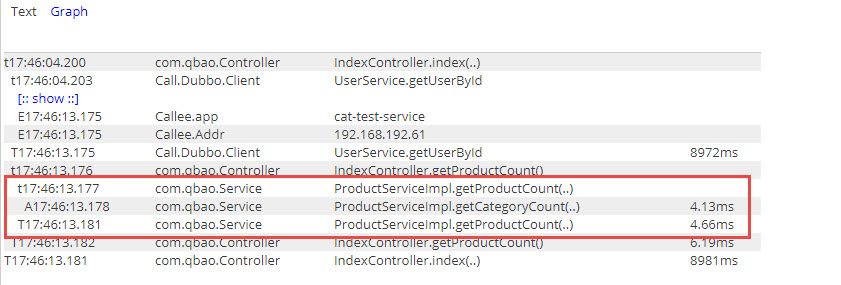 Text Graph
t17:46:04.200 com.qbao.Controller IndexController.index(..)
t17:46:04.203 Call.Dubbo.Client UserService.getUserById
[:: show ::]
E17:46:13.175 Callee.app cat-test-service
E17:46:13.175 Callee.Addr 192.168.192.61
T17:46:13.175 Call.Dubbo.Client UserService.getUserById 8972ms
t17:46:13.176 com.qbao.Controller IndexController.getProductCount()
t17:46:13.177 com.qbao.Service ProductServiceImpl.getProductCount(..)
A17:46:13.178 com.qbao.Service ProductServiceImpl.getCategoryCount(..) 4.13ms
T17:46:13.181 com.qbao.Service ProductServiceImpl.getProductCount(..) 4.66ms
T17:46:13.182 com.qbao.Controller IndexController.getProductCount() 6.19ms
T17:46:13.181 com.qbao.Controller IndexController.index(..) 8981ms